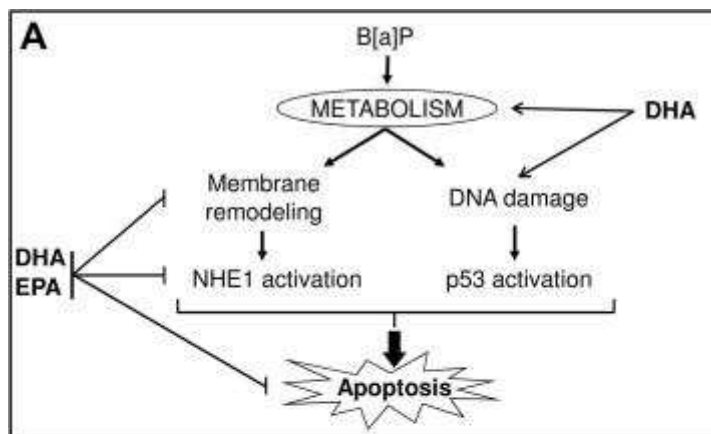 A
B[a]P
METABOLISM
DHA
Membrane
remodeling
DNA damage
DHA
EPA
NHE1 activation
p53 activation
Apoptosis